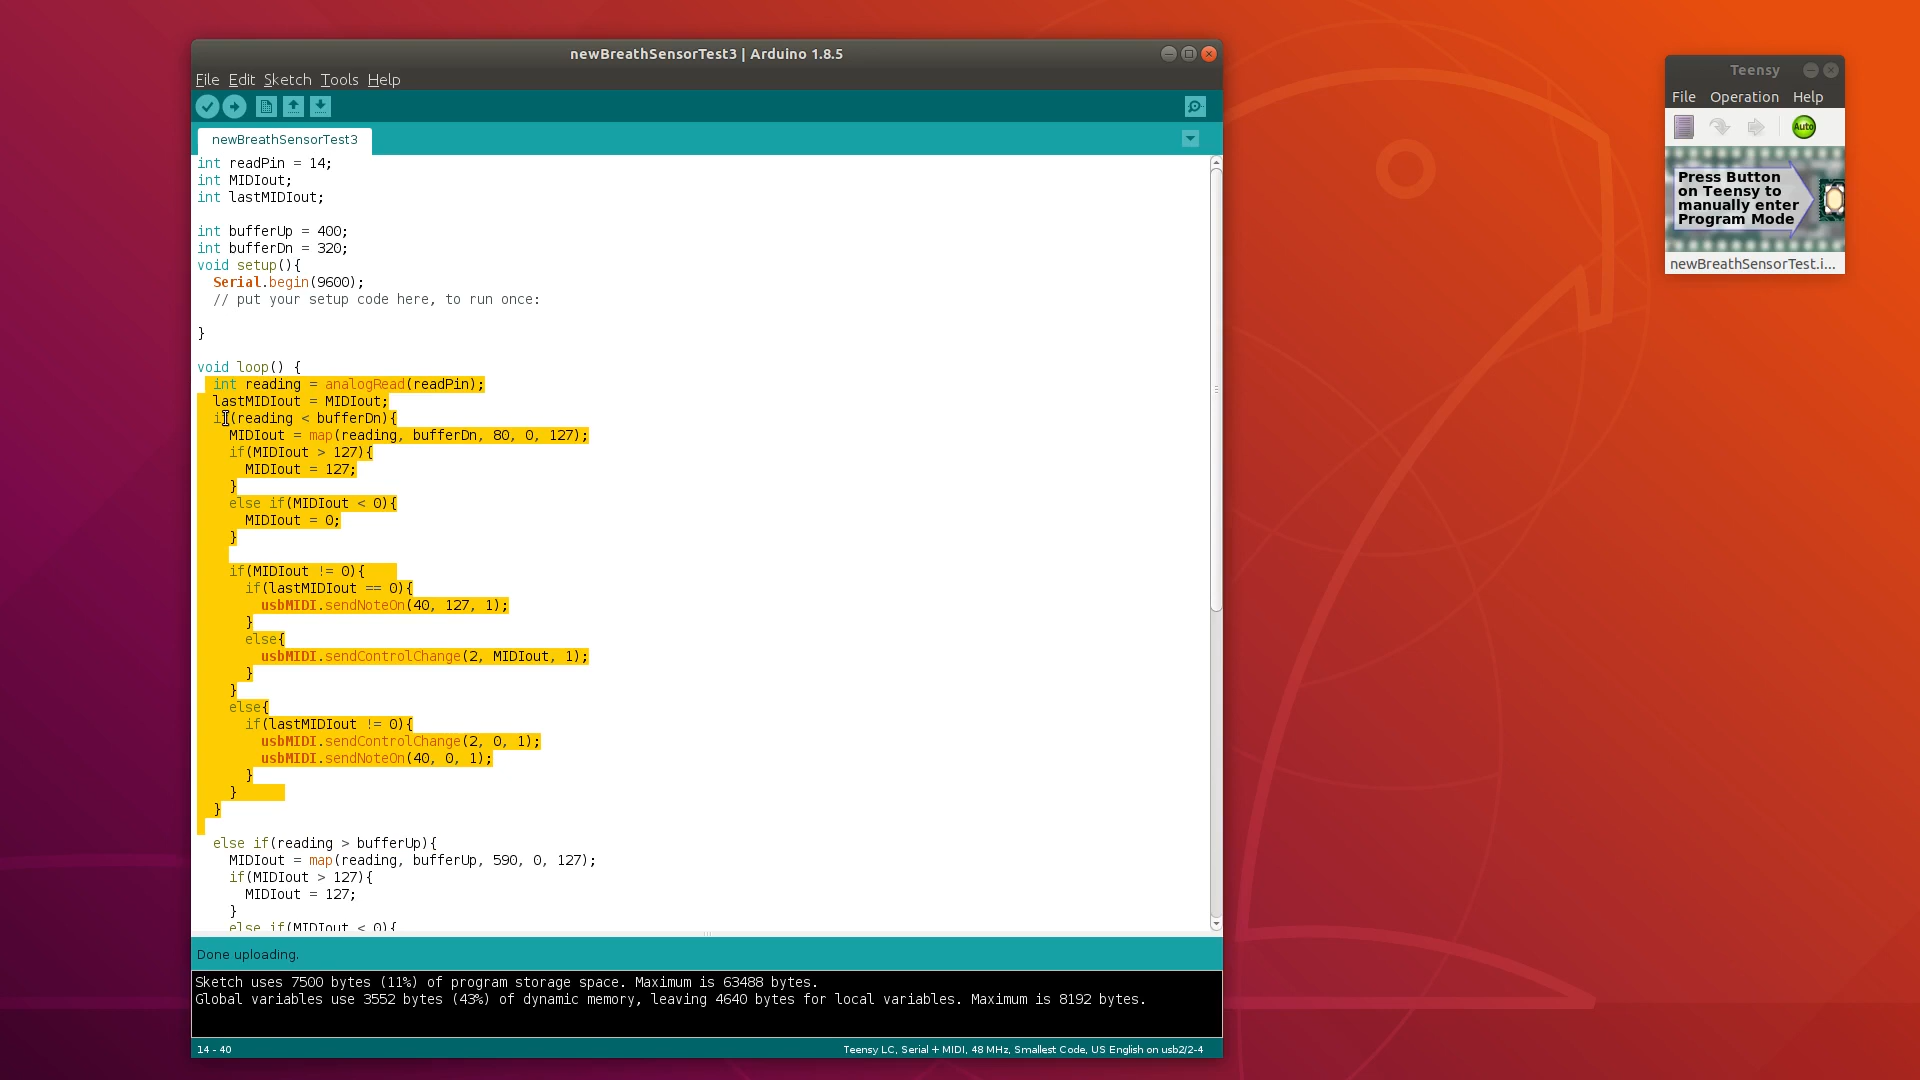 newBreathSensorTest3 | Arduino 1.8.5
File Edit Sketch Tools Help
newBreathSensorTest3
int readPin = 14;
int MIDIout;
int lastMIDIout;
int bufferUp = 400;
int bufferDn = 320;
void setup(){
  Serial.begin(9600);
  // put your setup code here, to run once:
}
void loop() {
  int reading = analogRead(readPin);
  lastMIDIout = MIDIout;
  if(reading < bufferDn){
    MIDIout = map(reading, bufferDn, 80, 0, 127);
    if(MIDIout > 127){
      MIDIout = 127;
    }
    else if(MIDIout < 0){
      MIDIout = 0;
    }
    if(MIDIout != 0){
      if(lastMIDIout == 0){
        usbMIDI.sendNoteOn(40, 127, 1);
      }
      else{
        usbMIDI.sendControlChange(2, MIDIout, 1);
      }
    }
    else{
      if(lastMIDIout != 0){
        usbMIDI.sendControlChange(2, 0, 1);
        usbMIDI.sendNoteOn(40, 0, 1);
      }
    }
  }
  else if(reading > bufferUp){
    MIDIout = map(reading, bufferUp, 590, 0, 127);
    if(MIDIout > 127){
      MIDIout = 127;
    }
    else if(MIDIout < 0){
Done uploading.
Sketch uses 7500 bytes (11%) of program storage space. Maximum is 63488 bytes.
Global variables use 3552 bytes (43%) of dynamic memory, leaving 4640 bytes for local variables. Maximum is 8192 bytes.
14 - 40
Teensy LC, Serial + MIDI, 48 MHz, Smallest Code, US English on usb2/2-4
Teensy
File Operation Help
Auto
Press Button
on Teensy to
manually enter
Program Mode
newBreathSensorTest.i...